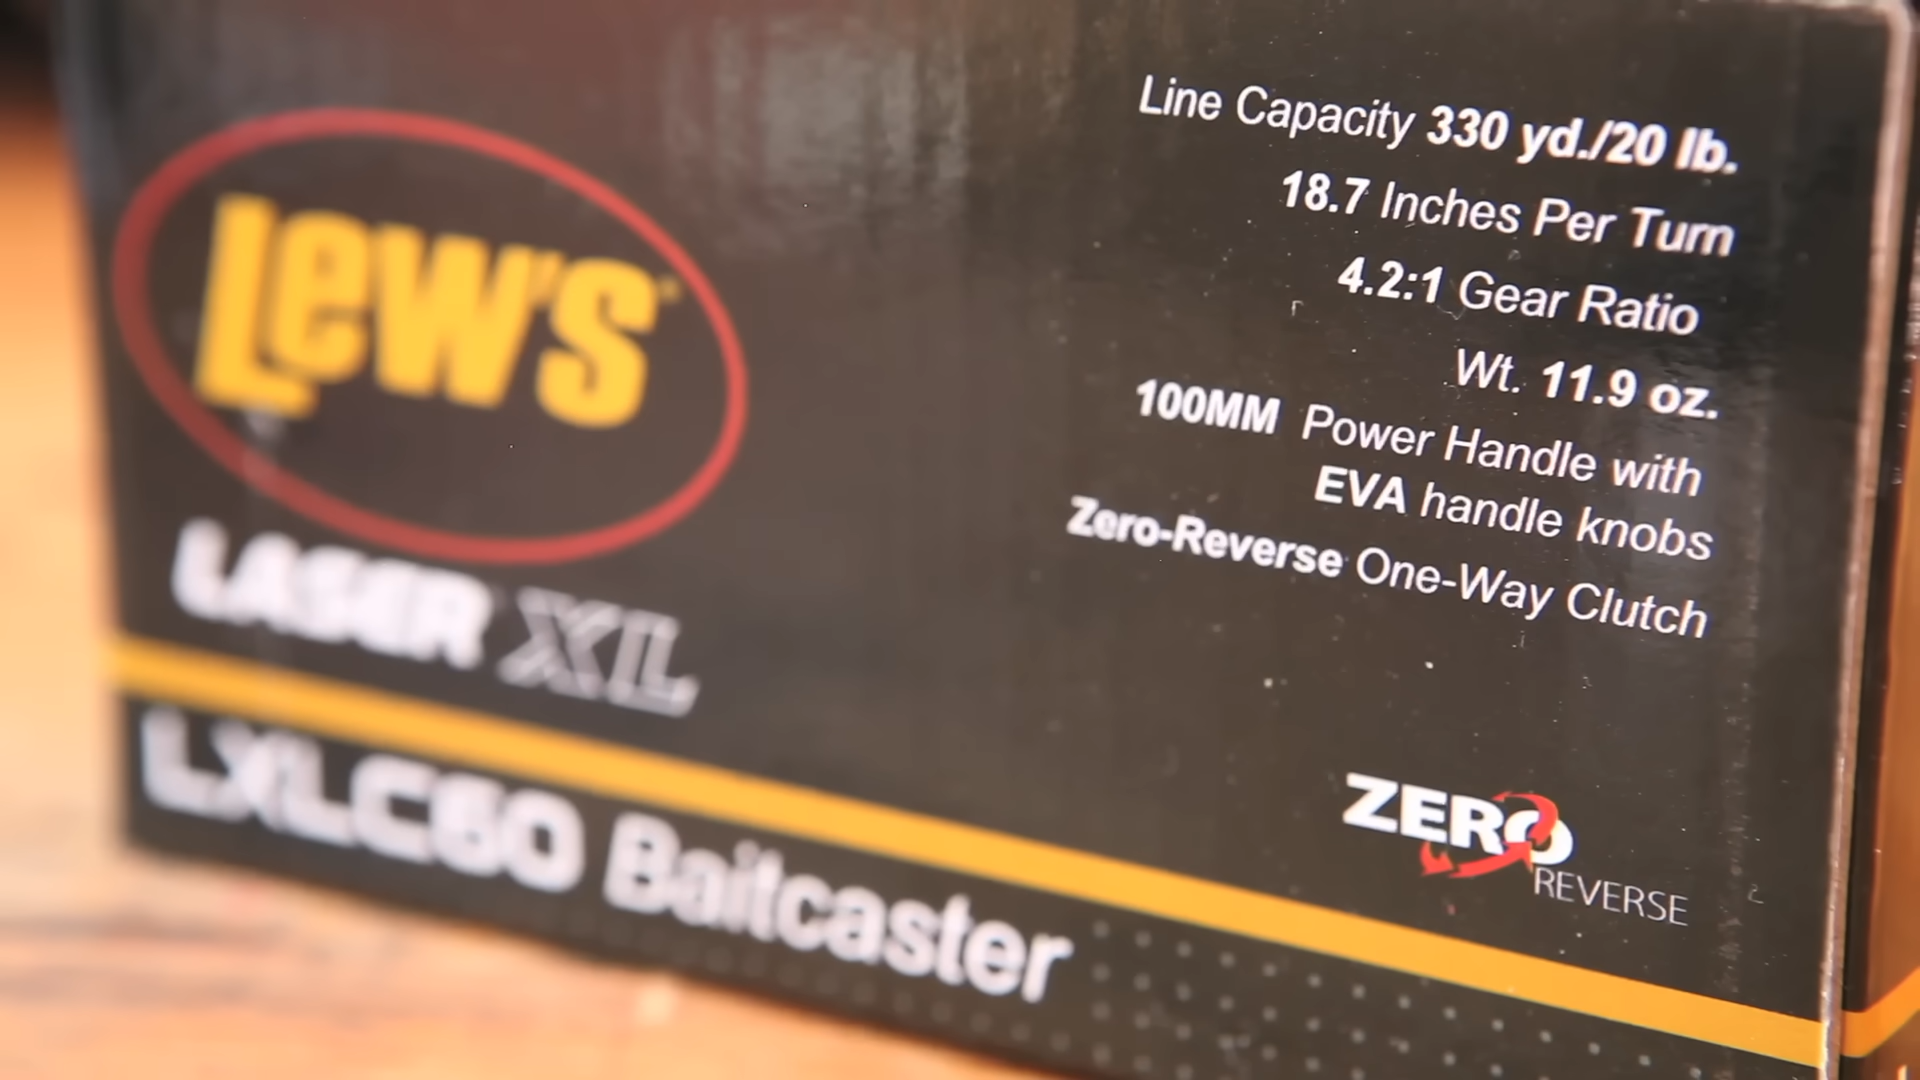 Lew's®
LASER XL
LXLC60 Baitcaster
Line Capacity 330 yd./20 lb.
18.7 Inches Per Turn
4.2:1 Gear Ratio
Wt. 11.9 oz.
100MM Power Handle with
EVA handle knobs
Zero-Reverse One-Way Clutch
ZERO
REVERSE